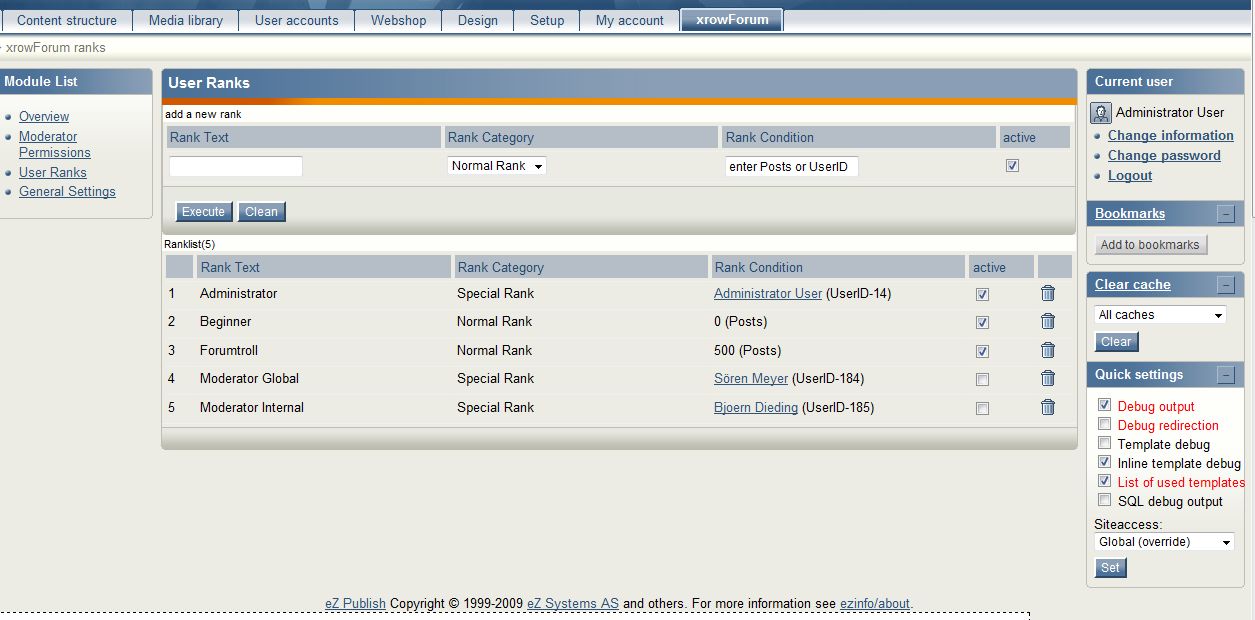 Content structure Media library User accounts Webshop Design Setup My account xrowForum
xrowForum ranks
Module List
Overview
Moderator
Permissions
User Ranks
General Settings
User Ranks
add a new rank
Rank Text Rank Category Rank Condition active
Normal Rank enter Posts or UserID
Execute Clean
Ranklist(5)
Rank Text Rank Category Rank Condition active
1 Administrator Special Rank Administrator User (UserID-14)
2 Beginner Normal Rank 0 (Posts)
3 Forumtroll Normal Rank 500 (Posts)
4 Moderator Global Special Rank Sören Meyer (UserID-184)
5 Moderator Internal Special Rank Bjoern Dieding (UserID-185)
Current user
Administrator User
Change information
Change password
Logout
Bookmarks
Add to bookmarks
Clear cache
All caches
Clear
Quick settings
Debug output
Debug redirection
Template debug
Inline template debug
List of used templates
SQL debug output
Siteaccess:
Global (override)
Set
eZ Publish Copyright © 1999-2009 eZ Systems AS and others. For more information see ezinfo/about.